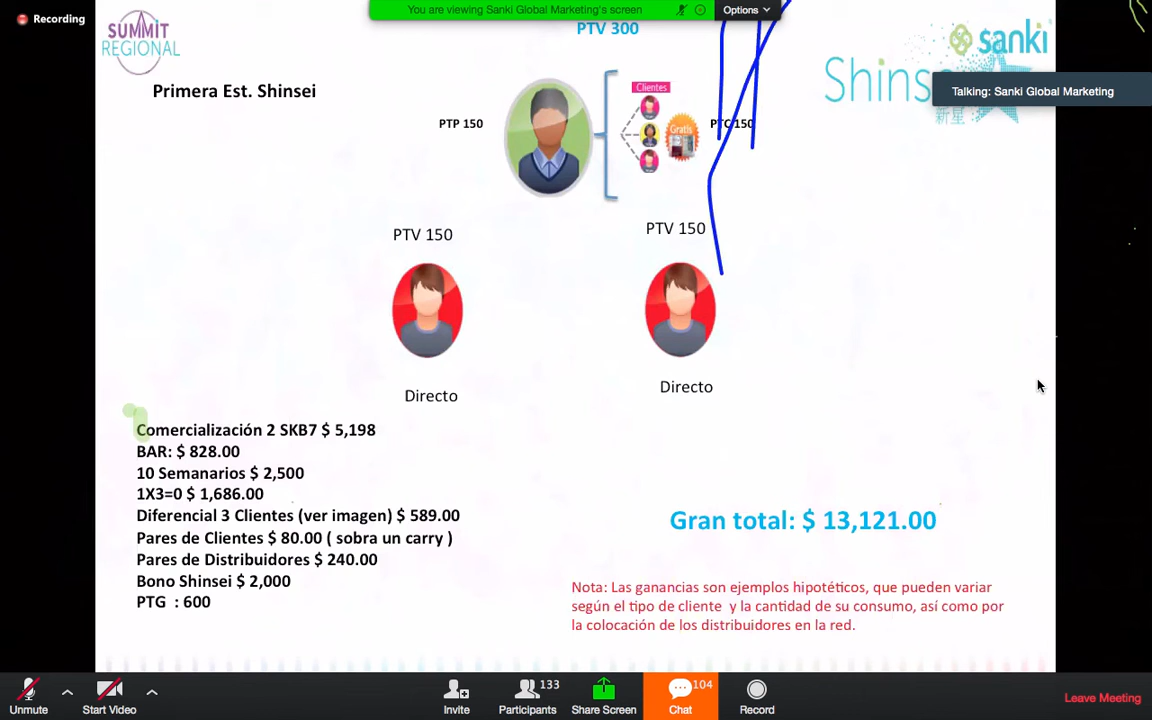 Recording
You are viewing Sanki Global Marketing's screen
Options
SUMMIT
REGIONAL
PTV 300
sanki
Talking: Sanki Global Marketing
新星
Primera Est. Shinsei
PTP 150
Clientes
Gratis
PTC 150
PTV 150
PTV 150
Directo
Directo
Comercialización 2 SKB7 $ 5,198
BAR: $ 828.00
10 Semanarios $ 2,500
1X3=0 $ 1,686.00
Diferencial 3 Clientes (ver imagen) $ 589.00
Pares de Clientes $ 80.00 ( sobra un carry )
Pares de Distribuidores $ 240.00
Bono Shinsei $ 2,000
PTG : 600
Gran total: $ 13,121.00
Nota: Las ganancias son ejemplos hipotéticos, que pueden variar
según el tipo de cliente y la cantidad de su consumo, así como por
la colocación de los distribuidores en la red.
Unmute
Start Video
Invite
133
Participants
Share Screen
104
Chat
Record
Leave Meeting